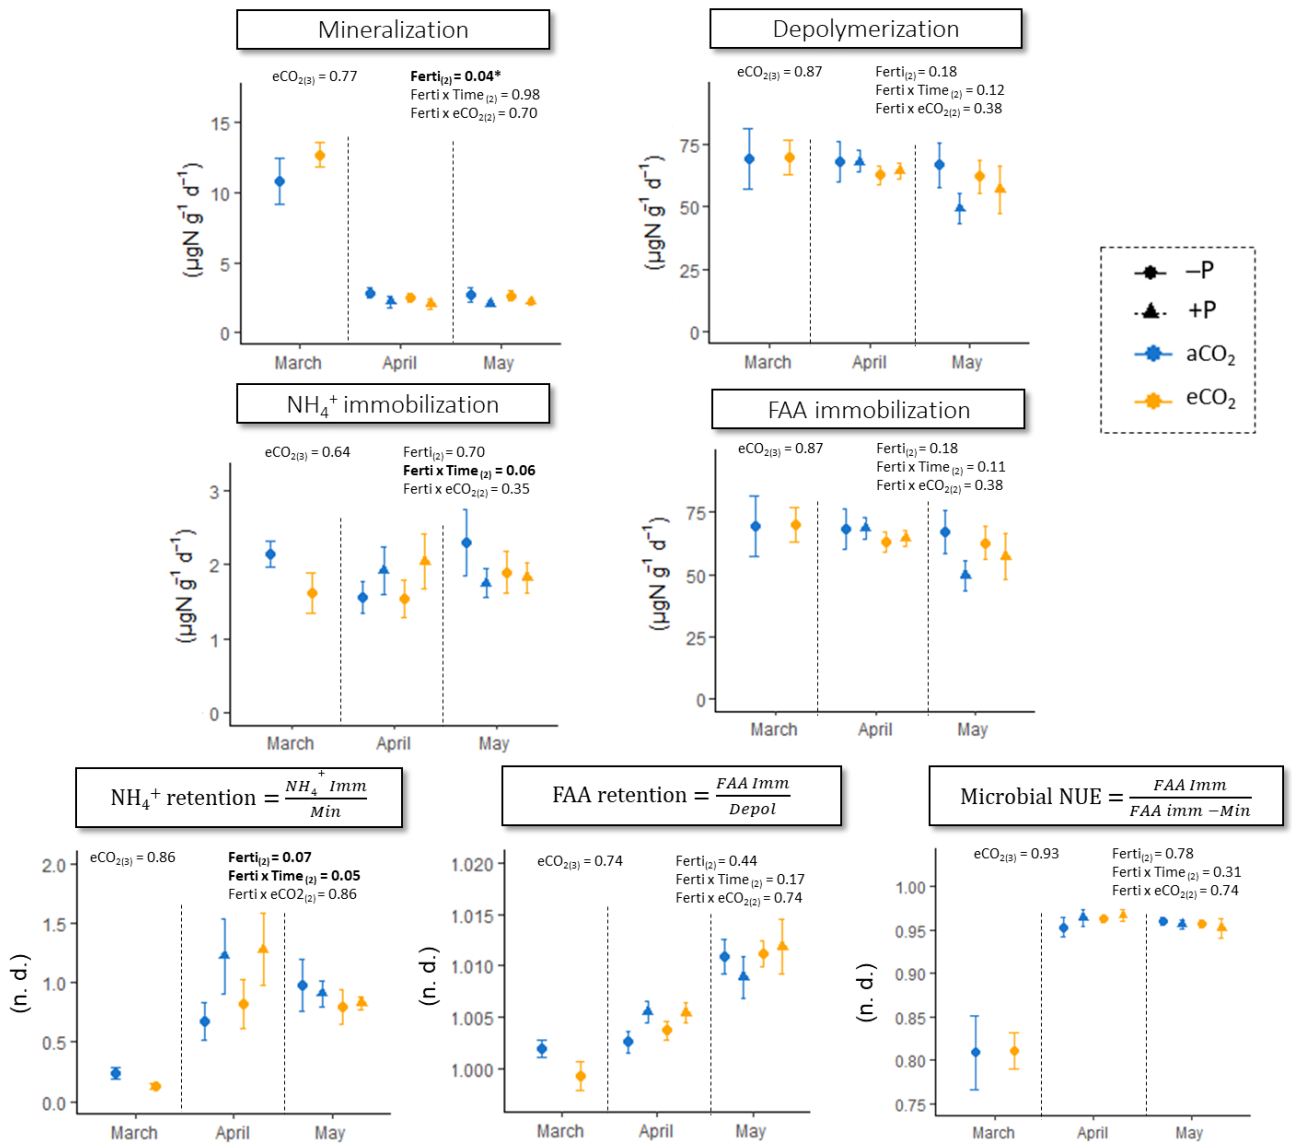 Mineralization
eCO2(3) = 0.77
Ferti(2) = 0.04*
Ferti x Time (2) = 0.98
Ferti x eCO2(2) = 0.70
(µgN g⁻¹ d⁻¹)
15
10
5
0
March
April
May
Depolymerization
eCO2(3) = 0.87
Ferti(2) = 0.18
Ferti x Time (2) = 0.12
Ferti x eCO2(2) = 0.38
(µgN g⁻¹ d⁻¹)
75
50
25
0
March
April
May
–P
+P
aCO2
eCO2
NH4+ immobilization
eCO2(3) = 0.64
Ferti(2) = 0.70
Ferti x Time (2) = 0.06
Ferti x eCO2(2) = 0.35
(µgN g⁻¹ d⁻¹)
3
2
1
0
March
April
May
FAA immobilization
eCO2(3) = 0.87
Ferti(2) = 0.18
Ferti x Time (2) = 0.11
Ferti x eCO2(2) = 0.38
(µgN g⁻¹ d⁻¹)
75
50
25
0
March
April
May
NH4+ retention = NH4+ Imm / Min
eCO2(3) = 0.86
Ferti(2) = 0.07
Ferti x Time (2) = 0.05
Ferti x eCO2(2) = 0.86
(n. d.)
2.0
1.5
1.0
0.5
0.0
March
April
May
FAA retention = FAA Imm / Depol
eCO2(3) = 0.74
Ferti(2) = 0.44
Ferti x Time (2) = 0.17
Ferti x eCO2(2) = 0.74
(n. d.)
1.020
1.015
1.010
1.005
1.000
March
April
May
Microbial NUE = FAA Imm / FAA imm −Min
eCO2(3) = 0.93
Ferti(2) = 0.78
Ferti x Time (2) = 0.31
Ferti x eCO2(2) = 0.74
(n. d.)
1.00
0.95
0.90
0.85
0.80
0.75
March
April
May